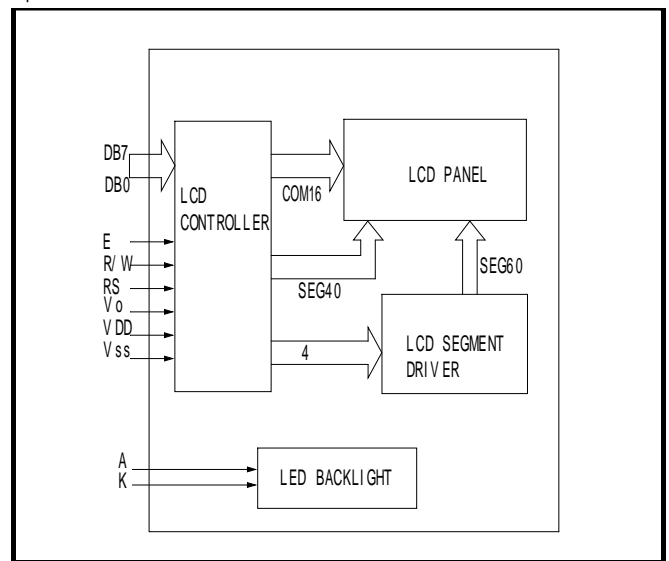 DB7
DB0
LCD
CONTROLLER
COM16
LCD PANEL
E
R/W
RS
Vo
VDD
Vss
SEG40
SEG60
4
LCD SEGMENT
DRIVER
A
K
LED BACKLIGHT